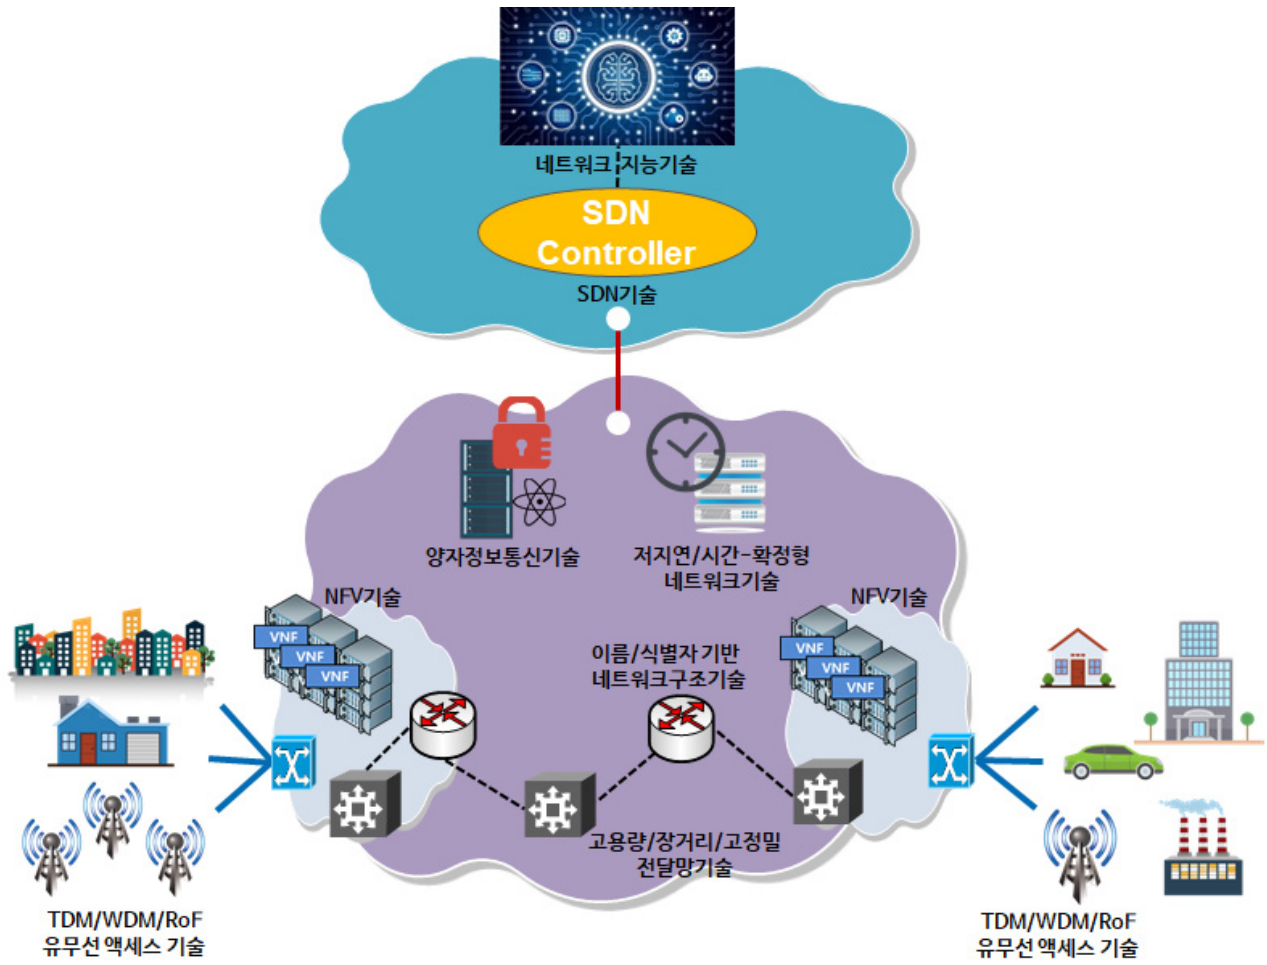 네트워크 지능기술
SDN
Controller
SDN기술
양자정보통신기술
저지연/시간-확정형
네트워크기술
NFV기술
VNF
VNF
VNF
이름/식별자 기반
네트워크구조기술
NFV기술
VNF
VNF
VNF
고용량/장거리/고정밀
전달망기술
TDM/WDM/RoF
유무선 액세스 기술
TDM/WDM/RoF
유무선 액세스 기술